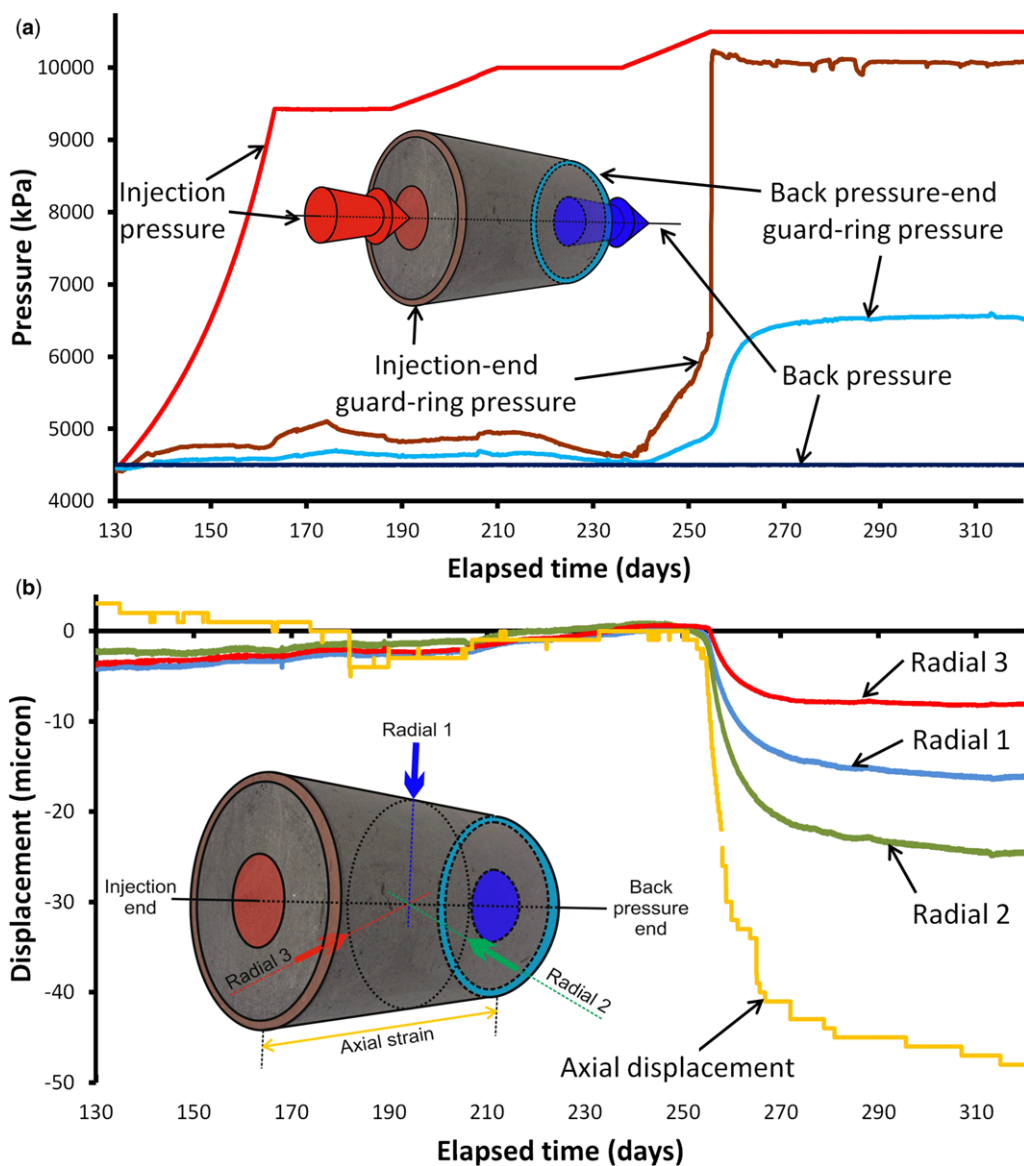 (a)
Pressure (kPa)
10000
9000
8000
7000
6000
5000
4000
Injection
pressure
Back pressure-end
guard-ring pressure
Injection-end
guard-ring pressure
Back pressure
130
150
170
190
210
230
250
270
290
310
Elapsed time (days)
(b)
Displacement (micron)
0
-10
-20
-30
-40
-50
Radial 3
Radial 1
Radial 2
Axial displacement
Radial 1
Injection
end
Back
pressure
end
Radial 3
Radial 2
Axial strain
130
150
170
190
210
230
250
270
290
310
Elapsed time (days)